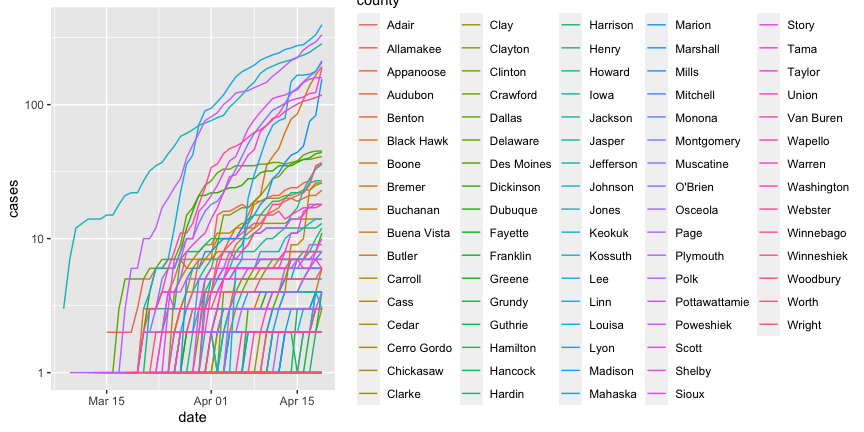 county
100
10
1
cases
Mar 15
Apr 01
Apr 15
date
Adair
Allamakee
Appanoose
Audubon
Benton
Black Hawk
Boone
Bremer
Buchanan
Buena Vista
Butler
Carroll
Cass
Cedar
Cerro Gordo
Chickasaw
Clarke
Clay
Clayton
Clinton
Crawford
Dallas
Delaware
Des Moines
Dickinson
Dubuque
Fayette
Franklin
Greene
Grundy
Guthrie
Hamilton
Hancock
Hardin
Harrison
Henry
Howard
Iowa
Jackson
Jasper
Jefferson
Johnson
Jones
Keokuk
Kossuth
Lee
Linn
Louisa
Lyon
Madison
Mahaska
Marion
Marshall
Mills
Mitchell
Monona
Montgomery
Muscatine
O'Brien
Osceola
Page
Plymouth
Polk
Pottawattamie
Poweshiek
Scott
Shelby
Sioux
Story
Tama
Taylor
Union
Van Buren
Wapello
Warren
Washington
Webster
Winnebago
Winneshiek
Woodbury
Worth
Wright